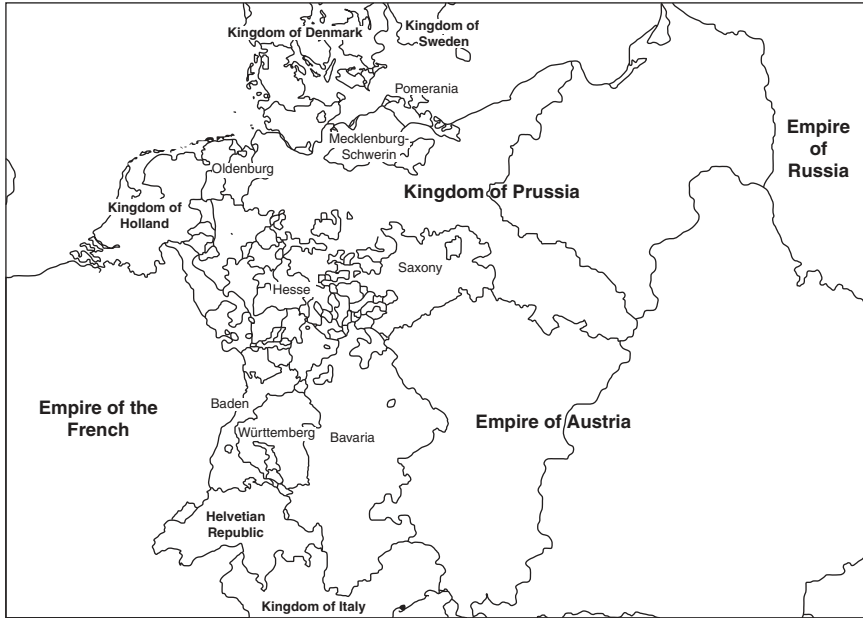 Kingdom of Denmark
Kingdom of
Sweden
Pomerania
Mecklenburg-
Schwerin
Empire
of
Russia
Oldenburg
Kingdom of Prussia
Kingdom of
Holland
Saxony
Hesse
Empire of the
French
Baden
Württemberg
Bavaria
Empire of Austria
Helvetian
Republic
Kingdom of Italy